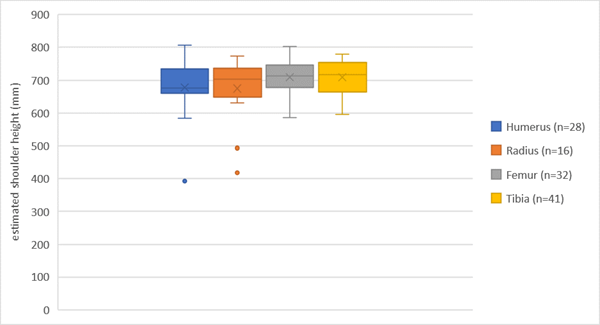 900
800
700
600
500
400
300
200
100
0
estimated shoulder height (mm)
Humerus (n=28)
Radius (n=16)
Femur (n=32)
Tibia (n=41)